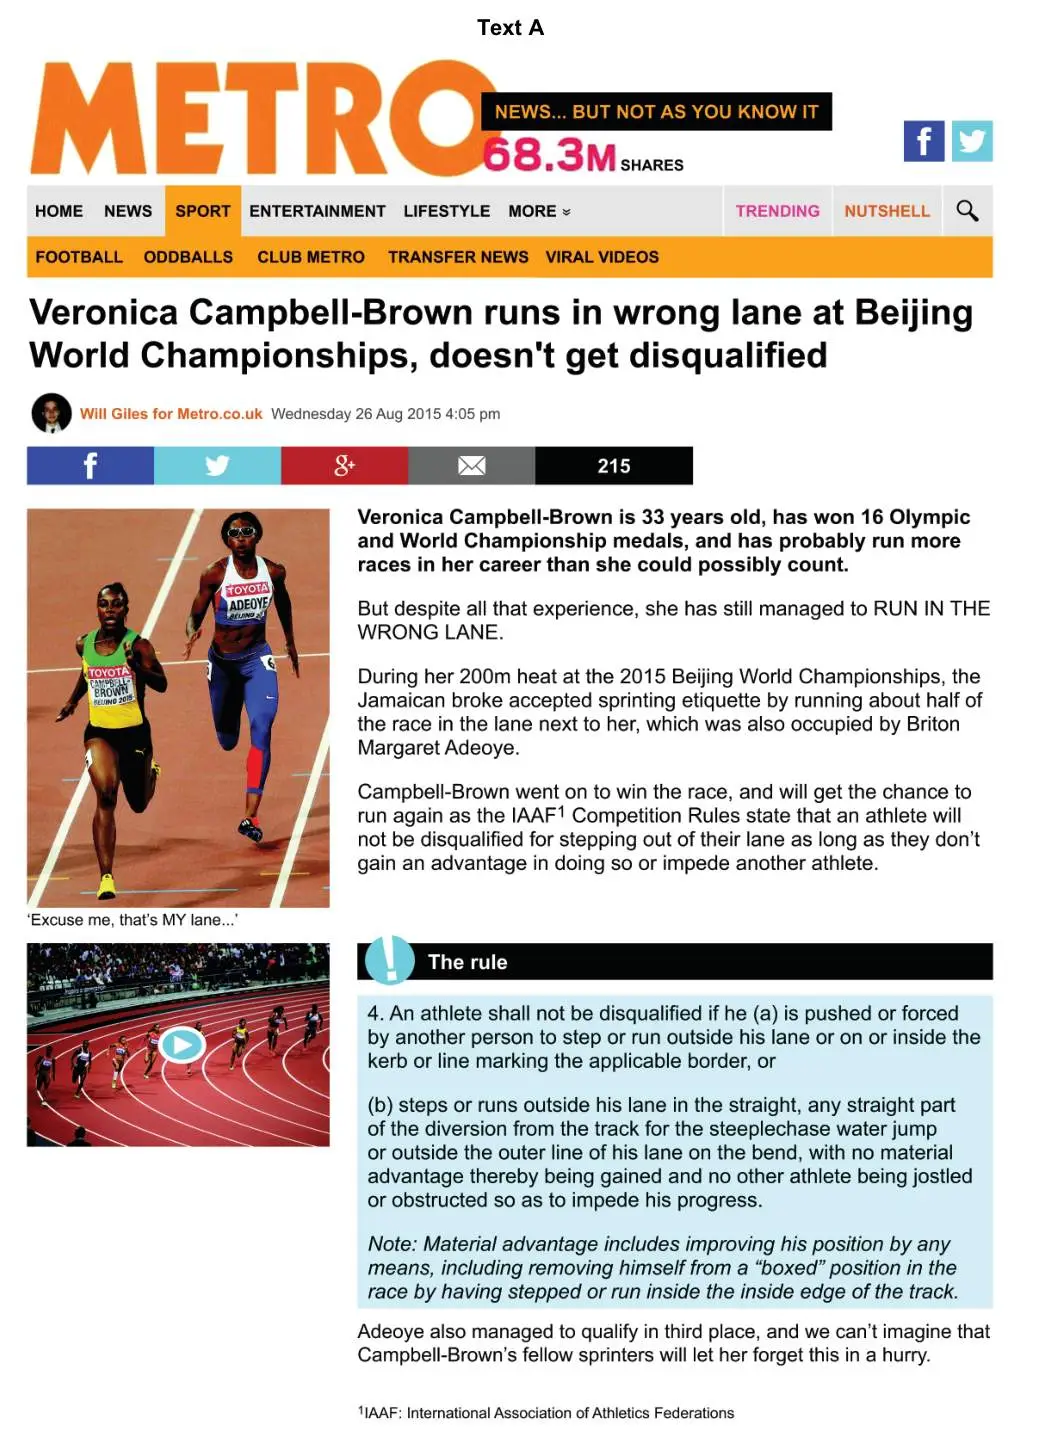 Text A
METRO
NEWS... BUT NOT AS YOU KNOW IT
68.3M SHARES
f
HOME NEWS SPORT ENTERTAINMENT LIFESTYLE MORE TRENDING NUTSHELL
FOOTBALL ODDBALLS CLUB METRO TRANSFER NEWS VIRAL VIDEOS
Veronica Campbell-Brown runs in wrong lane at Beijing
World Championships, doesn't get disqualified
Will Giles for Metro.co.uk Wednesday 26 Aug 2015 4:05 pm
f g+ 215
TOYOTA
ADEOYE
BEIJING 2015
6
TOYOTA
CAMPBELL-
BROWN
BEIJING 2015
'Excuse me, that's MY lane...'
Veronica Campbell-Brown is 33 years old, has won 16 Olympic
and World Championship medals, and has probably run more
races in her career than she could possibly count.
But despite all that experience, she has still managed to RUN IN THE
WRONG LANE.
During her 200m heat at the 2015 Beijing World Championships, the
Jamaican broke accepted sprinting etiquette by running about half of
the race in the lane next to her, which was also occupied by Briton
Margaret Adeoye.
Campbell-Brown went on to win the race, and will get the chance to
run again as the IAAF¹ Competition Rules state that an athlete will
not be disqualified for stepping out of their lane as long as they don't
gain an advantage in doing so or impede another athlete.
! The rule
4. An athlete shall not be disqualified if he (a) is pushed or forced
by another person to step or run outside his lane or on or inside the
kerb or line marking the applicable border, or
(b) steps or runs outside his lane in the straight, any straight part
of the diversion from the track for the steeplechase water jump
or outside the outer line of his lane on the bend, with no material
advantage thereby being gained and no other athlete being jostled
or obstructed so as to impede his progress.
Note: Material advantage includes improving his position by any
means, including removing himself from a “boxed” position in the
race by having stepped or run inside the inside edge of the track.
Adeoye also managed to qualify in third place, and we can't imagine that
Campbell-Brown's fellow sprinters will let her forget this in a hurry.
¹IAAF: International Association of Athletics Federations